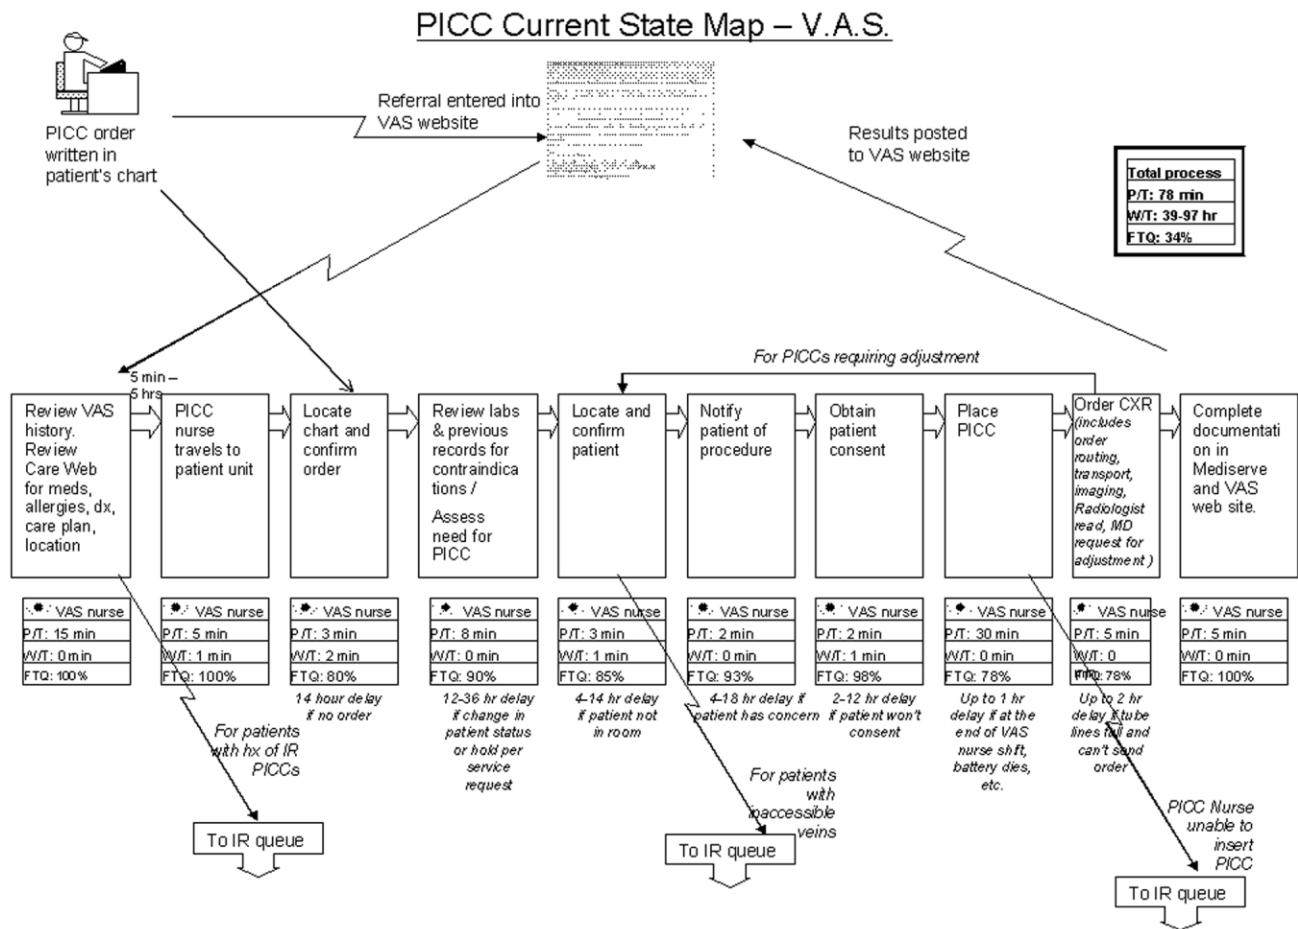 PICC Current State Map – V.A.S.
Referral entered into
VAS website
PICC order
written in
patient's chart
Results posted
to VAS website
Total process
P/T: 78 min
W/T: 39-97 hr
FTQ: 34%
For PICCs requiring adjustment
5 min –
5 hrs
Review VAS
history.
Review
Care Web
for meds,
allergies, dx,
care plan,
location
PICC
nurse
travels to
patient unit
Locate
chart and
confirm
order
Review labs
& previous
records for
contraindica
tions /
Assess
need for
PICC
Locate and
confirm
patient
Notify
patient of
procedure
Obtain
patient
consent
Place
PICC
Order CXR
(includes
order
routing,
transport,
imaging,
Radiologist
read, MD
request for
adjustment )
Complete
documentati
on in
Mediserve
and VAS
web site.
VAS nurse
P/T: 15 min
W/T: 0 min
FTQ: 100%
VAS nurse
P/T: 5 min
W/T: 1 min
FTQ: 100%
VAS nurse
P/T: 3 min
W/T: 2 min
FTQ: 80%
14 hour delay
if no order
VAS nurse
P/T: 8 min
W/T: 0 min
FTQ: 90%
12-36 hr delay
if change in
patient status
or hold per
service
request
VAS nurse
P/T: 3 min
W/T: 1 min
FTQ: 85%
4-14 hr delay
if patient not
in room
VAS nurse
P/T: 2 min
W/T: 0 min
FTQ: 93%
4-18 hr delay if
patient has concern
VAS nurse
P/T: 2 min
W/T: 1 min
FTQ: 98%
2-12 hr delay
if patient won't
consent
VAS nurse
P/T: 30 min
W/T: 0 min
FTQ: 78%
Up to 1 hr
delay if at the
end of VAS
nurse shft,
battery dies,
etc.
VAS nurse
P/T: 5 min
W/T: 0
FTQ: 78%
Up to 2 hr
delay if tube
lines full and
can't send
order
VAS nurse
P/T: 5 min
W/T: 0 min
FTQ: 100%
For patients
with hx of IR
PICCs
To IR queue
For patients
with
inaccessible
veins
To IR queue
PICC Nurse
unable to
insert
PICC
To IR queue